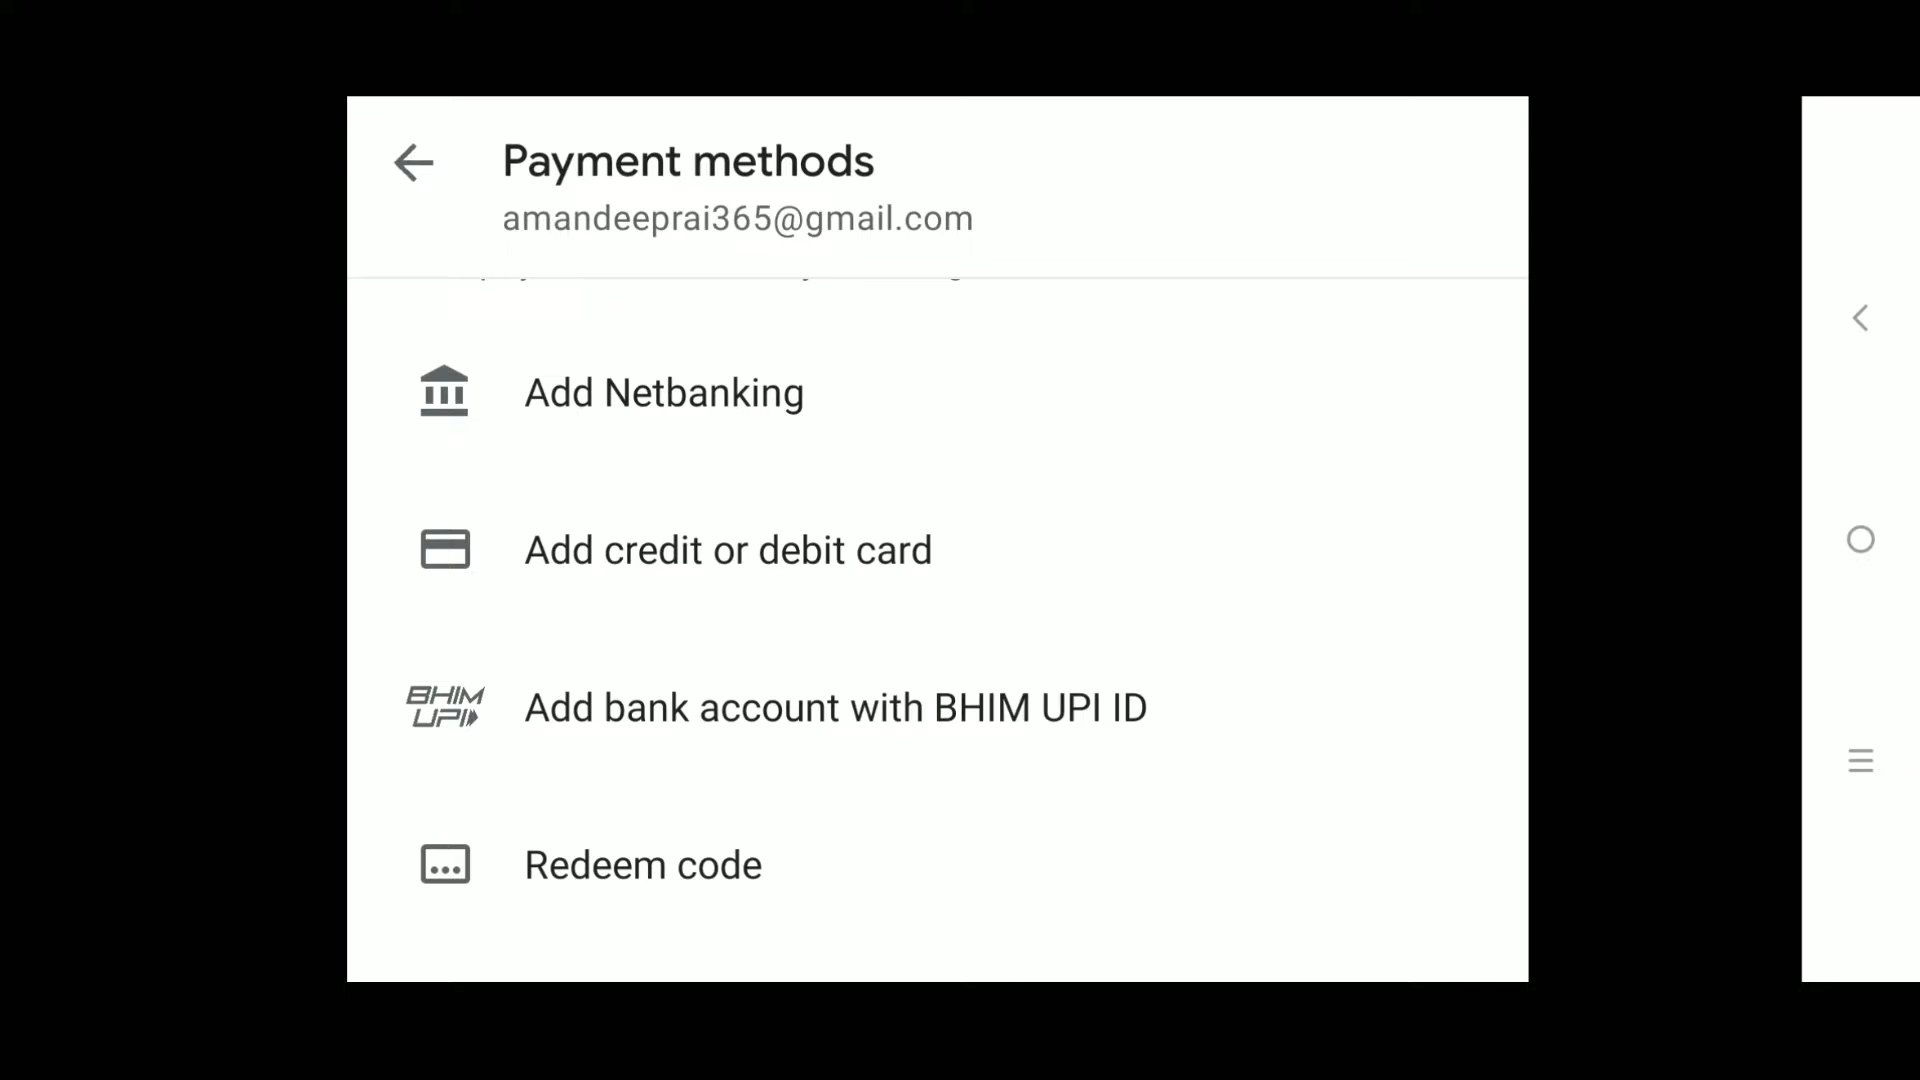 Payment methods
amandeeprai365@gmail.com
Add Netbanking
Add credit or debit card
BHIM
UPI
Add bank account with BHIM UPI ID
Redeem code